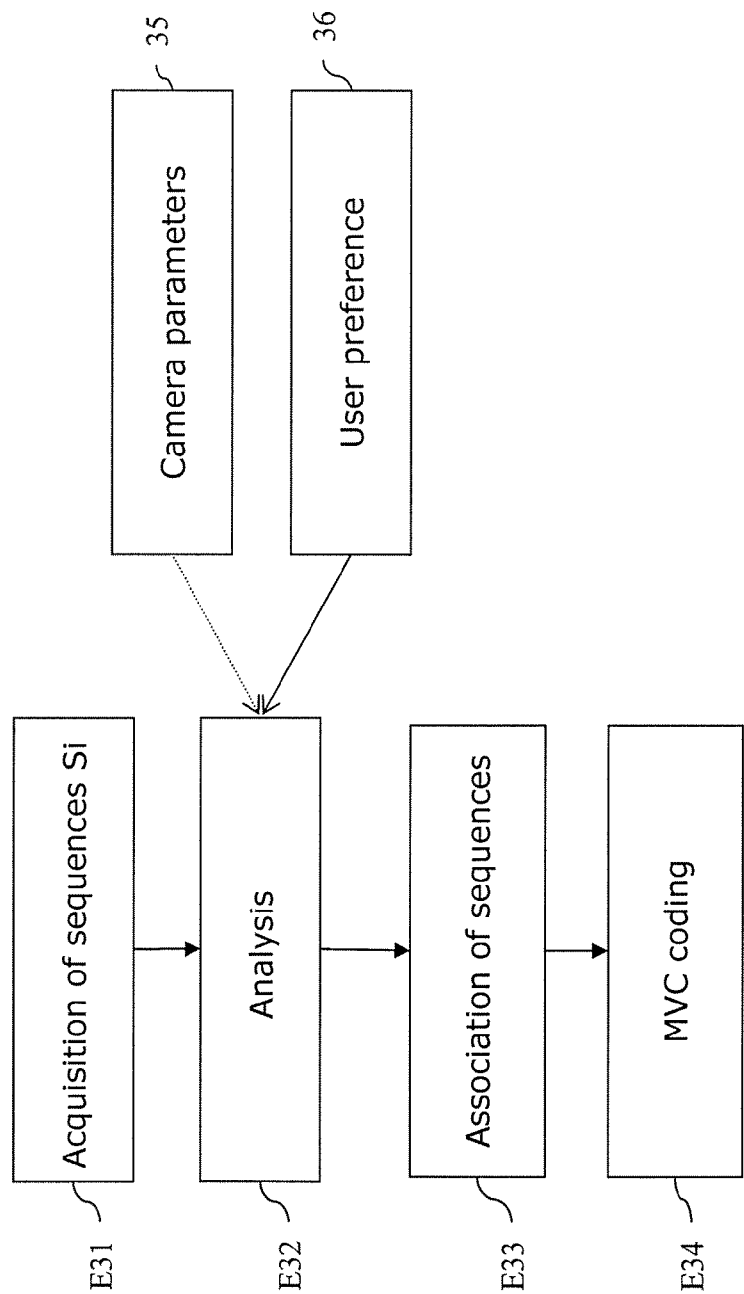 E31
Acquisition of sequences Si
E32
Analysis
Camera parameters
35
User preference
36
E33
Association of sequences
E34
MVC coding